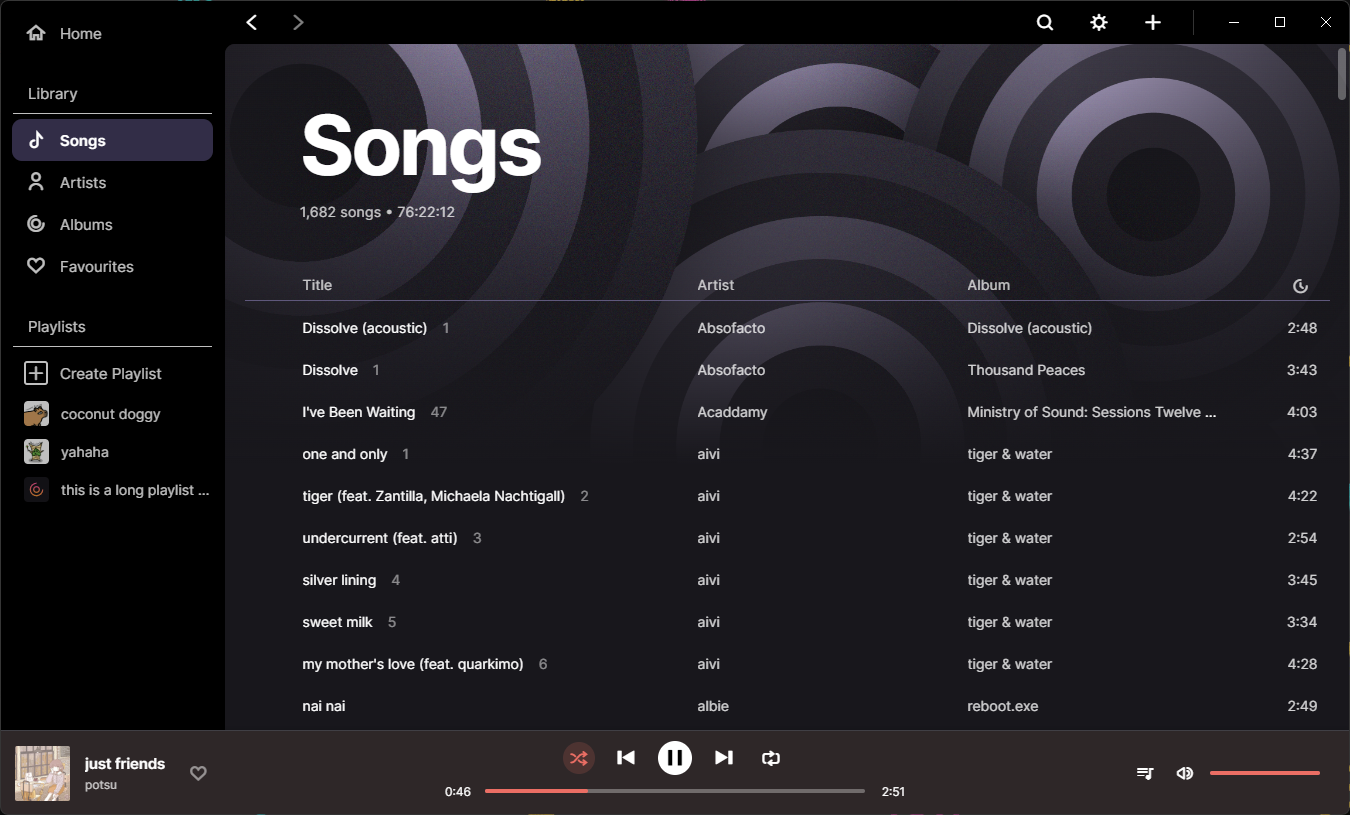 Home
Library
Songs
Artists
Albums
Favourites
Playlists
Create Playlist
coconut doggy
yahaha
this is a long playlist ...
Songs
1,682 songs • 76:22:12
Title Artist Album
Dissolve (acoustic) 1 Absofacto Dissolve (acoustic) 2:48
Dissolve 1 Absofacto Thousand Peaces 3:43
I've Been Waiting 47 Acaddamy Ministry of Sound: Sessions Twelve ... 4:03
one and only 1 aivi tiger & water 4:37
tiger (feat. Zantilla, Michaela Nachtigall) 2 aivi tiger & water 4:22
undercurrent (feat. atti) 3 aivi tiger & water 2:54
silver lining 4 aivi tiger & water 3:45
sweet milk 5 aivi tiger & water 3:34
my mother's love (feat. quarkimo) 6 aivi tiger & water 4:28
nai nai albie reboot.exe 2:49
just friends
potsu
0:46 2:51